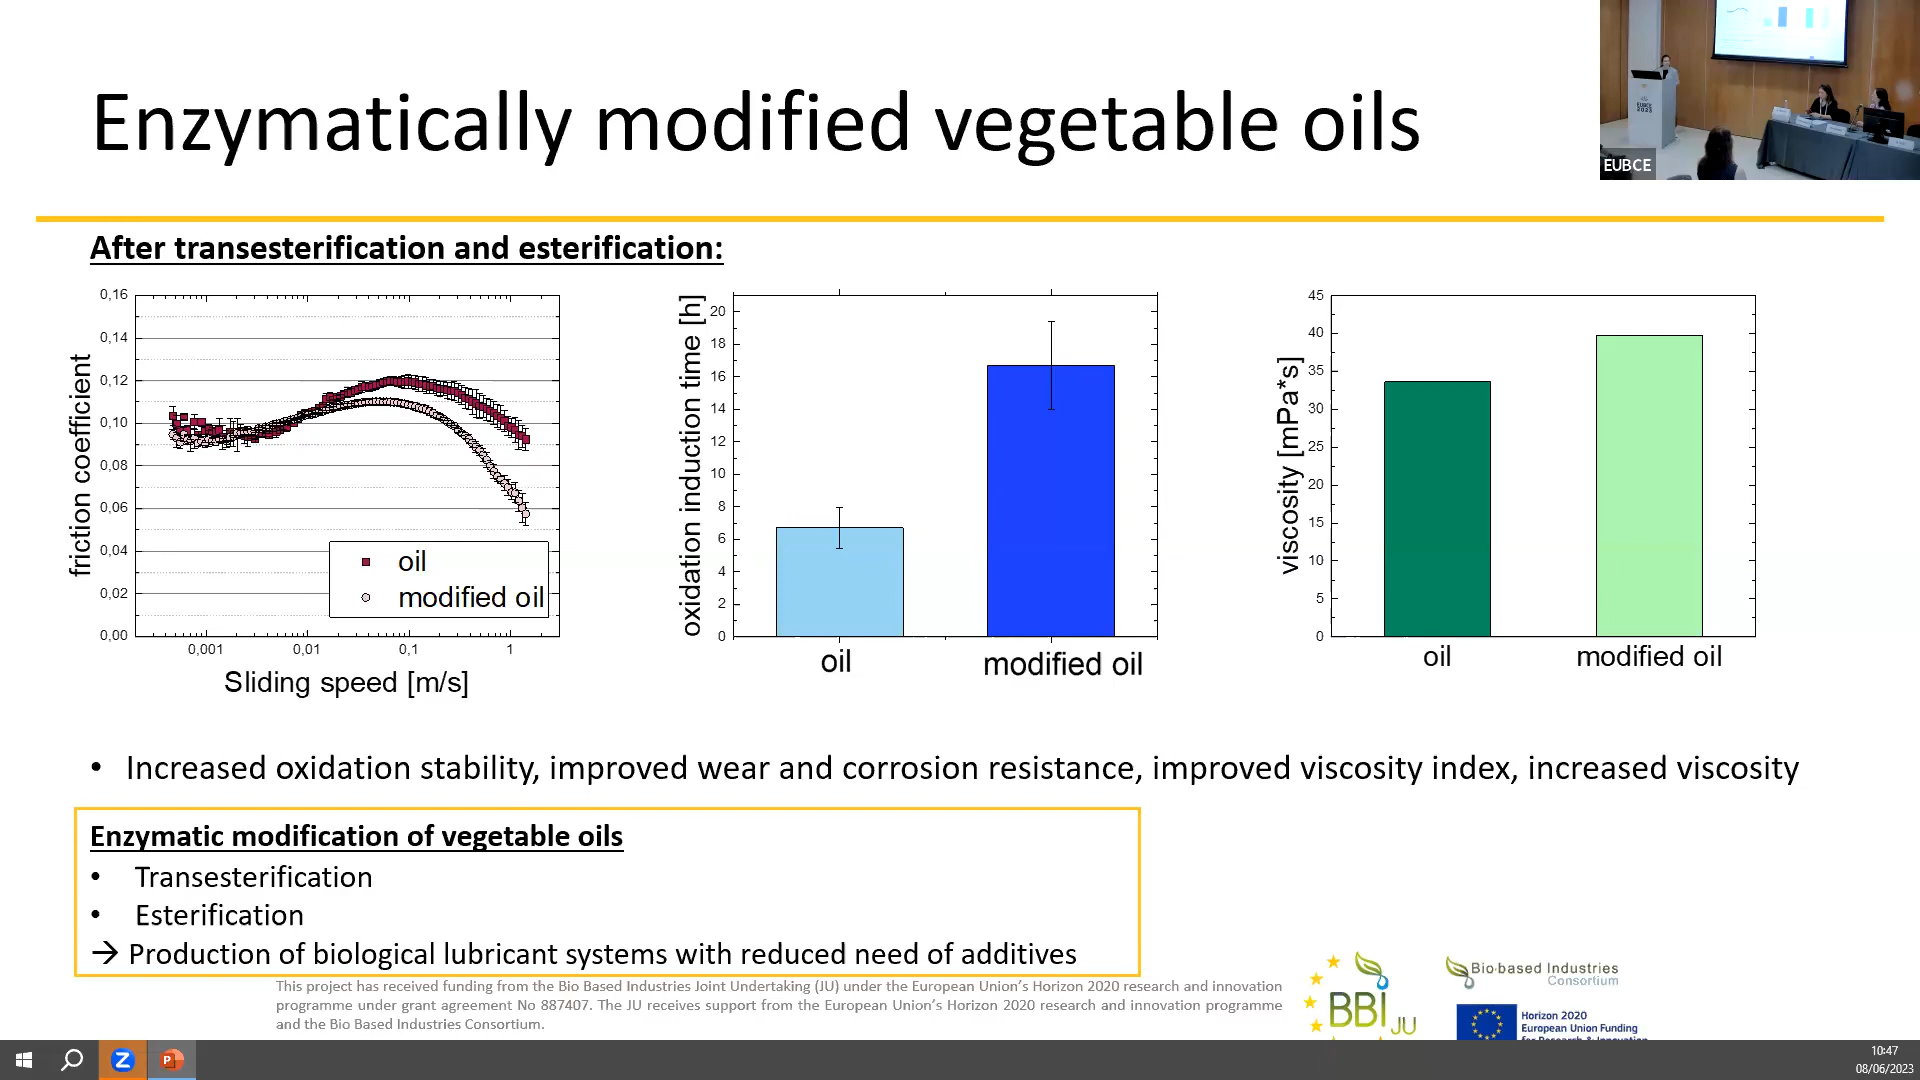 Enzymatically modified vegetable oils
EUBCE
2023
EUBCE
After transesterification and esterification:
friction coefficient
0,16
0,14
0,12
0,10
0,08
0,06
0,04
0,02
0,00
oil
modified oil
0,001
0,01
0,1
1
Sliding speed [m/s]
oxidation induction time [h]
20
18
16
14
12
10
8
6
4
2
0
oil
modified oil
viscosity [mPa*s]
45
40
35
30
25
20
15
10
5
0
oil
modified oil
• Increased oxidation stability, improved wear and corrosion resistance, improved viscosity index, increased viscosity
Enzymatic modification of vegetable oils
• Transesterification
• Esterification
→ Production of biological lubricant systems with reduced need of additives
This project has received funding from the Bio Based Industries Joint Undertaking (JU) under the European Union's Horizon 2020 research and innovation
programme under grant agreement No 887407. The JU receives support from the European Union's Horizon 2020 research and innovation programme
and the Bio Based Industries Consortium.
BBI JU
Bio-based Industries
Consortium
Horizon 2020
European Union Funding
for Research & Innovation
10:47
08/06/2023